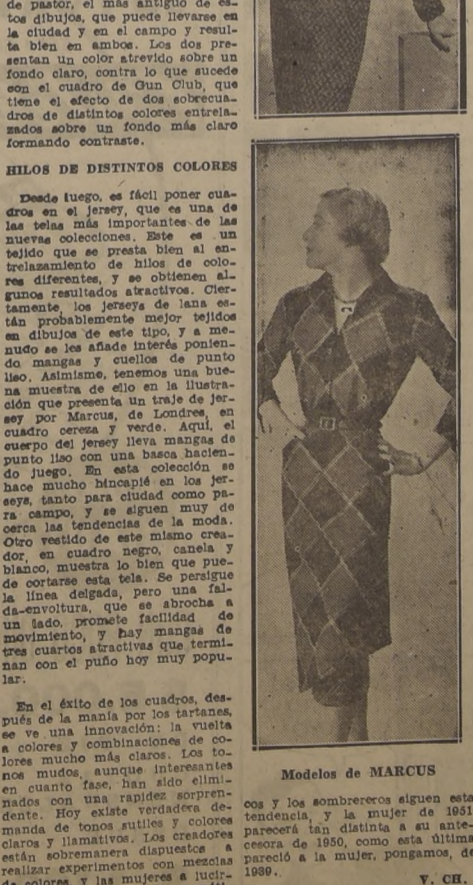 de pastor, el más antiguo de es-
tos dibujos, que puede llevarse en
la ciudad y en el campo y resul-
ta bien en ambos. Los dos pre-
sentan un color atrevido sobre un
fondo claro, contra lo que sucede
con el cuadro de Gun Club, que
tiene el efecto de dos sobrecua-
dros de distintos colores entrela-
zados sobre un fondo más claro
formando contraste.
HILOS DE DISTINTOS COLORES
Desde luego, es fácil poner cua-
dros en el jersey, que es una de
las telas más importantes de las
nuevas colecciones. Este es un
tejido que se presta bien al en-
trelazamiento de hilos de colo-
res diferentes, y se obtienen al-
gunos resultados atractivos. Cier-
tamente, los jerseys de lana es-
tán probablemente mejor tejidos
en dibujos de este tipo, y a me-
nudo se les añade interés ponien-
do mangas y cuellos de punto
liso. Asimismo, tenemos una bue-
na muestra de ello en la ilustra-
ción que presenta un traje de jer-
sey por Marcus, de Londres, en
cuadro cereza y verde. Aquí, el
cuerpo del jersey lleva mangas de
punto liso con una basca hacien-
do juego. En esta colección se
hace mucho hincapié en los jer-
seys, tanto para ciudad como pa-
ra campo, y se siguen muy de
cerca las tendencias de la moda.
Otro vestido de este mismo crea-
dor, en cuadro negro, canela y
blanco, muestra lo bien que pue-
de cortarse esta tela. Se persigue
la línea delgada, pero una fal-
da-envoltura, que se abrocha a
un lado, promete facilidad de
movimiento, y hay mangas de
tres cuartos atractivas que termi-
nan con el puño hoy muy popu-
lar.
En el éxito de los cuadros, des-
pués de la manía por los tartanes,
se ve una innovación: la vuelta
a colores y combinaciones de co-
lores mucho más claros. Los to-
nos mudos, aunque interesantes
en cuanto fase, han sido elimi-
nados con una rapidez sorpren-
dente. Hoy existe verdadera de-
manda de tonos sutiles y colores
claros y llamativos. Los creadores
están sobremanera dispuestos a
realizar experimentos con mezclas
de colores y las mujeres a lucir-
Modelos de MARCUS
cos y los sombrereros siguen esta
tendencia, y la mujer de 1951
parecerá tan distinta a su ante-
cesora de 1950, como esta última
pareció a la mujer, pongamos, de
1939.
V. CH.